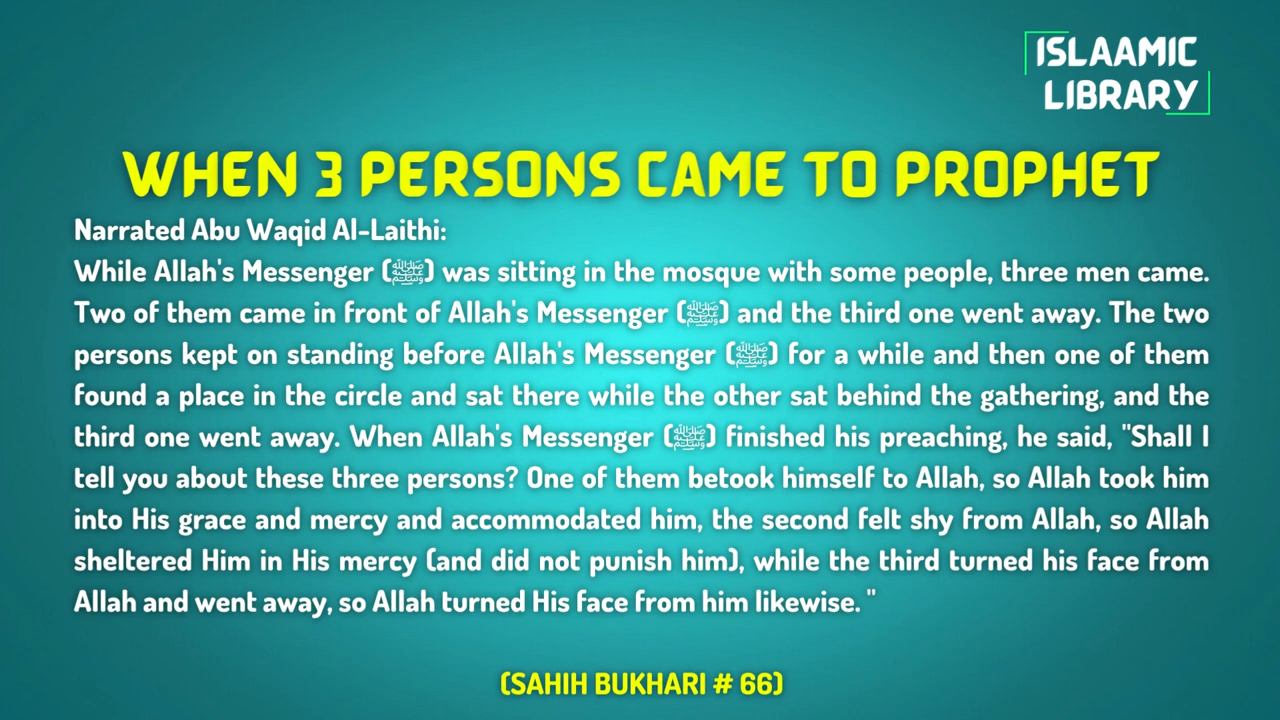 ISLAAMIC
LIBRARY
WHEN 3 PERSONS CAME TO PROPHET
Narrated Abu Waqid Al-Laithi:
While Allah's Messenger (ﷺ) was sitting in the mosque with some people, three men came.
Two of them came in front of Allah's Messenger (ﷺ) and the third one went away. The two
persons kept on standing before Allah's Messenger (ﷺ) for a while and then one of them
found a place in the circle and sat there while the other sat behind the gathering, and the
third one went away. When Allah's Messenger (ﷺ) finished his preaching, he said, "Shall I
tell you about these three persons? One of them betook himself to Allah, so Allah took him
into His grace and mercy and accommodated him, the second felt shy from Allah, so Allah
sheltered Him in His mercy (and did not punish him), while the third turned his face from
Allah and went away, so Allah turned His face from him likewise. "
(SAHIH BUKHARI # 66)